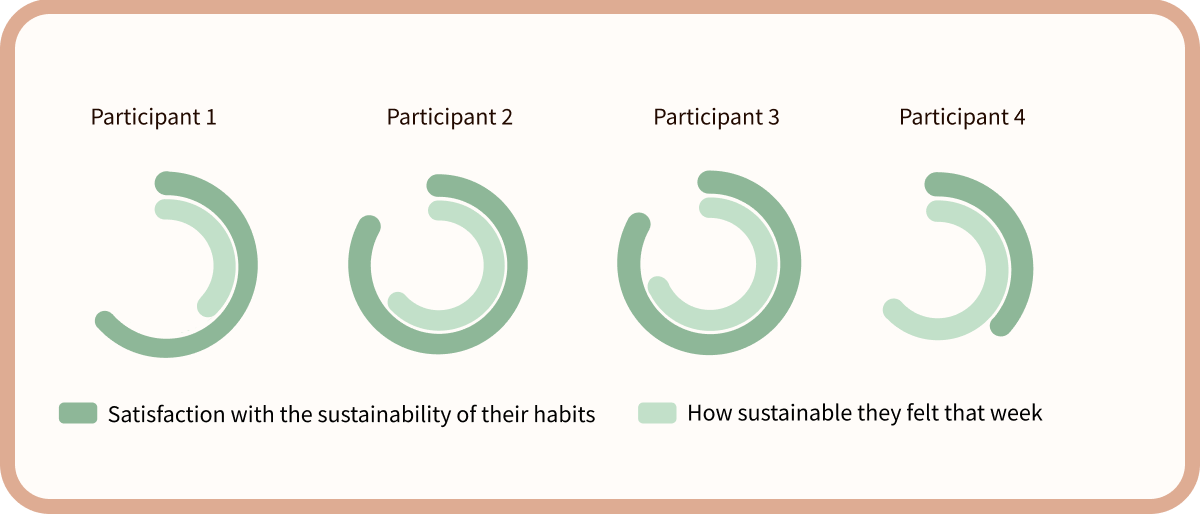 Participant 1
Participant 2
Participant 3
Participant 4
Satisfaction with the sustainability of their habits
How sustainable they felt that week